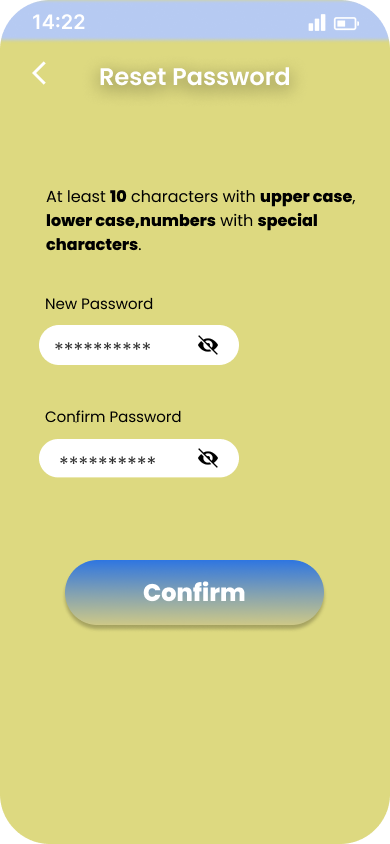 14:22
Reset Password
At least 10 characters with upper case,
lower case,numbers with special
characters.
New Password
**********
Confirm Password
**********
Confirm